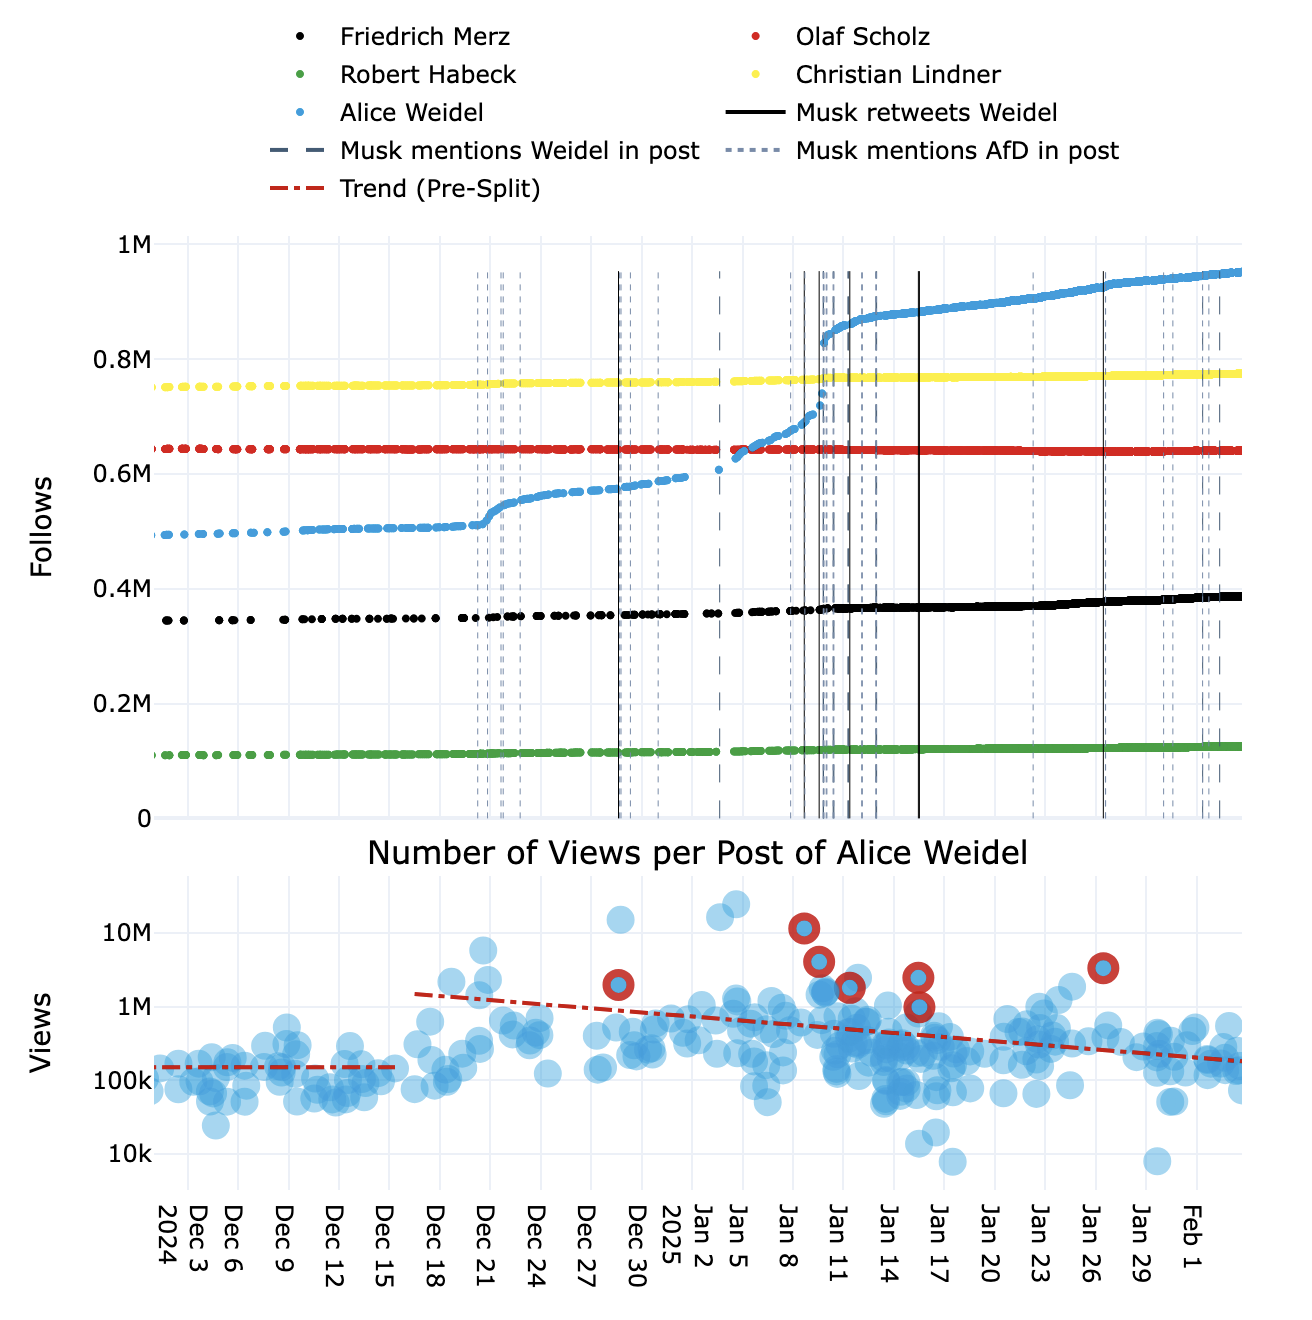 Friedrich Merz
Olaf Scholz
Robert Habeck
Christian Lindner
Alice Weidel
Musk retweets Weidel
Musk mentions Weidel in post
Musk mentions AfD in post
Trend (Pre-Split)
1M
0.8M
0.6M
0.4M
0.2M
0
Follows
Number of Views per Post of Alice Weidel
10M
1M
100k
10k
Views
2024
Dec 3
Dec 6
Dec 9
Dec 12
Dec 15
Dec 18
Dec 21
Dec 24
Dec 27
Dec 30
2025
Jan 2
Jan 5
Jan 8
Jan 11
Jan 14
Jan 17
Jan 20
Jan 23
Jan 26
Jan 29
Feb 1